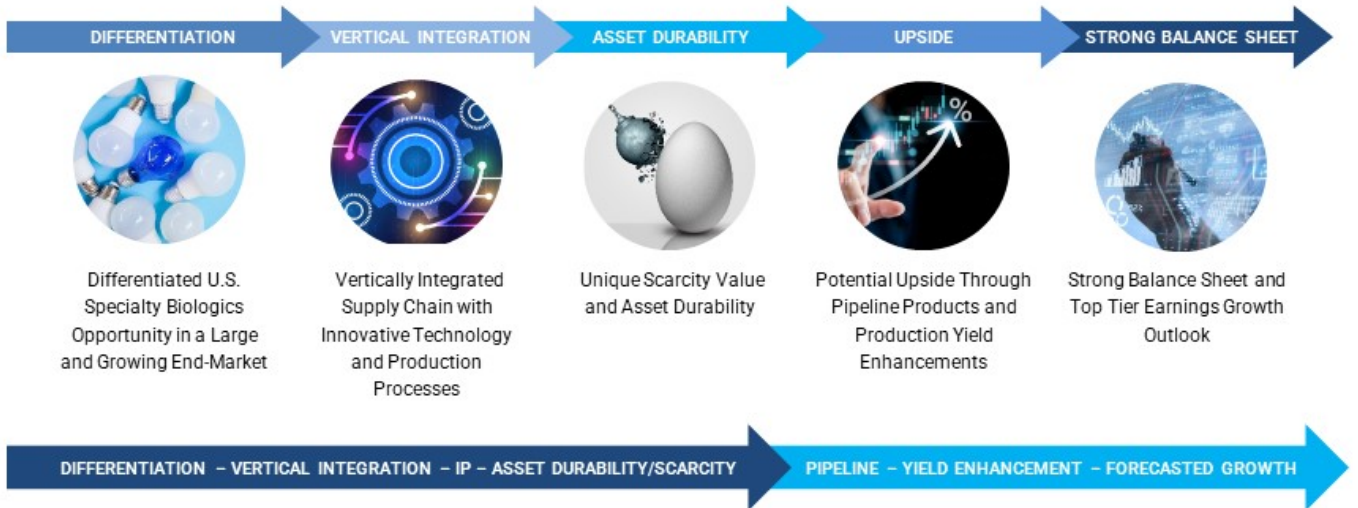 DIFFERENTIATION
VERTICAL INTEGRATION
ASSET DURABILITY
UPSIDE
STRONG BALANCE SHEET
%
Differentiated U.S.
Specialty Biologics
Opportunity in a Large
and Growing End-Market
Vertically Integrated
Supply Chain with
Innovative Technology
and Production
Processes
Unique Scarcity Value
and Asset Durability
Potential Upside Through
Pipeline Products and
Production Yield
Enhancements
Strong Balance Sheet and
Top Tier Earnings Growth
Outlook
DIFFERENTIATION – VERTICAL INTEGRATION – IP – ASSET DURABILITY/SCARCITY
PIPELINE – YIELD ENHANCEMENT – FORECASTED GROWTH